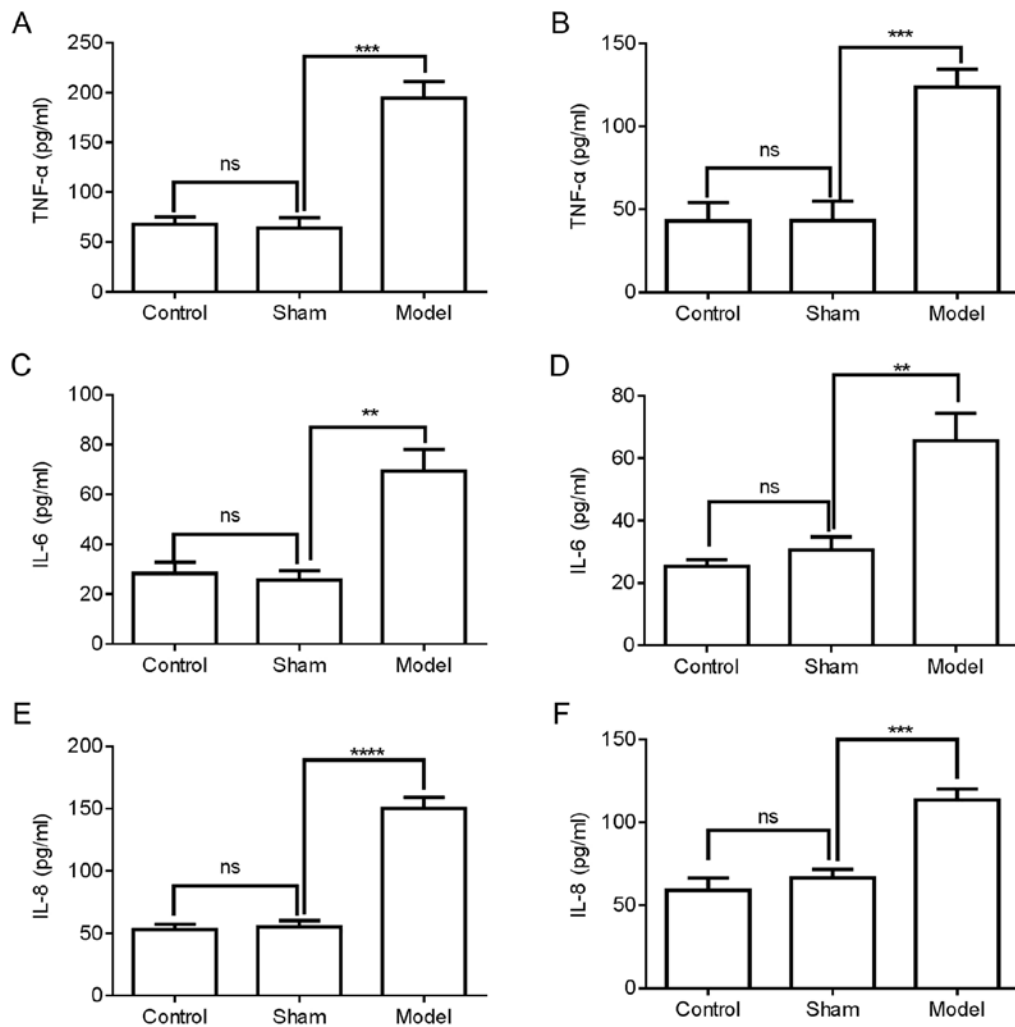 A
TNF-α (pg/ml)
250
200
150
100
50
0
ns
***
Control Sham Model
B
TNF-α (pg/ml)
150
100
50
0
ns
***
Control Sham Model
C
IL-6 (pg/ml)
100
80
60
40
20
0
ns
**
Control Sham Model
D
IL-6 (pg/ml)
80
60
40
20
0
ns
**
Control Sham Model
E
IL-8 (pg/ml)
200
150
100
50
0
ns
****
Control Sham Model
F
IL-8 (pg/ml)
150
100
50
0
ns
***
Control Sham Model